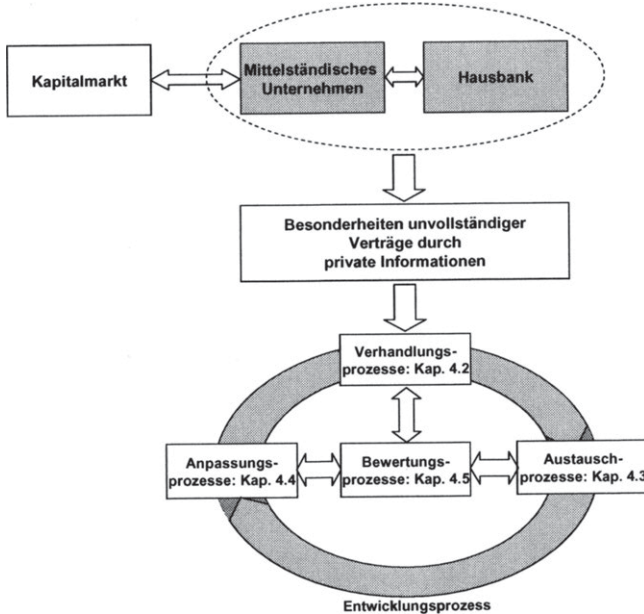 Kapitalmarkt
Mittelständisches
Unternehmen
Hausbank
Besonderheiten unvollständiger
Verträge durch
private Informationen
Verhandlungs-
prozesse: Kap. 4.2
Anpassungs-
prozesse: Kap. 4.4
Bewertungs-
prozesse: Kap. 4.5
Austausch-
prozesse: Kap. 4.3
Entwicklungsprozess